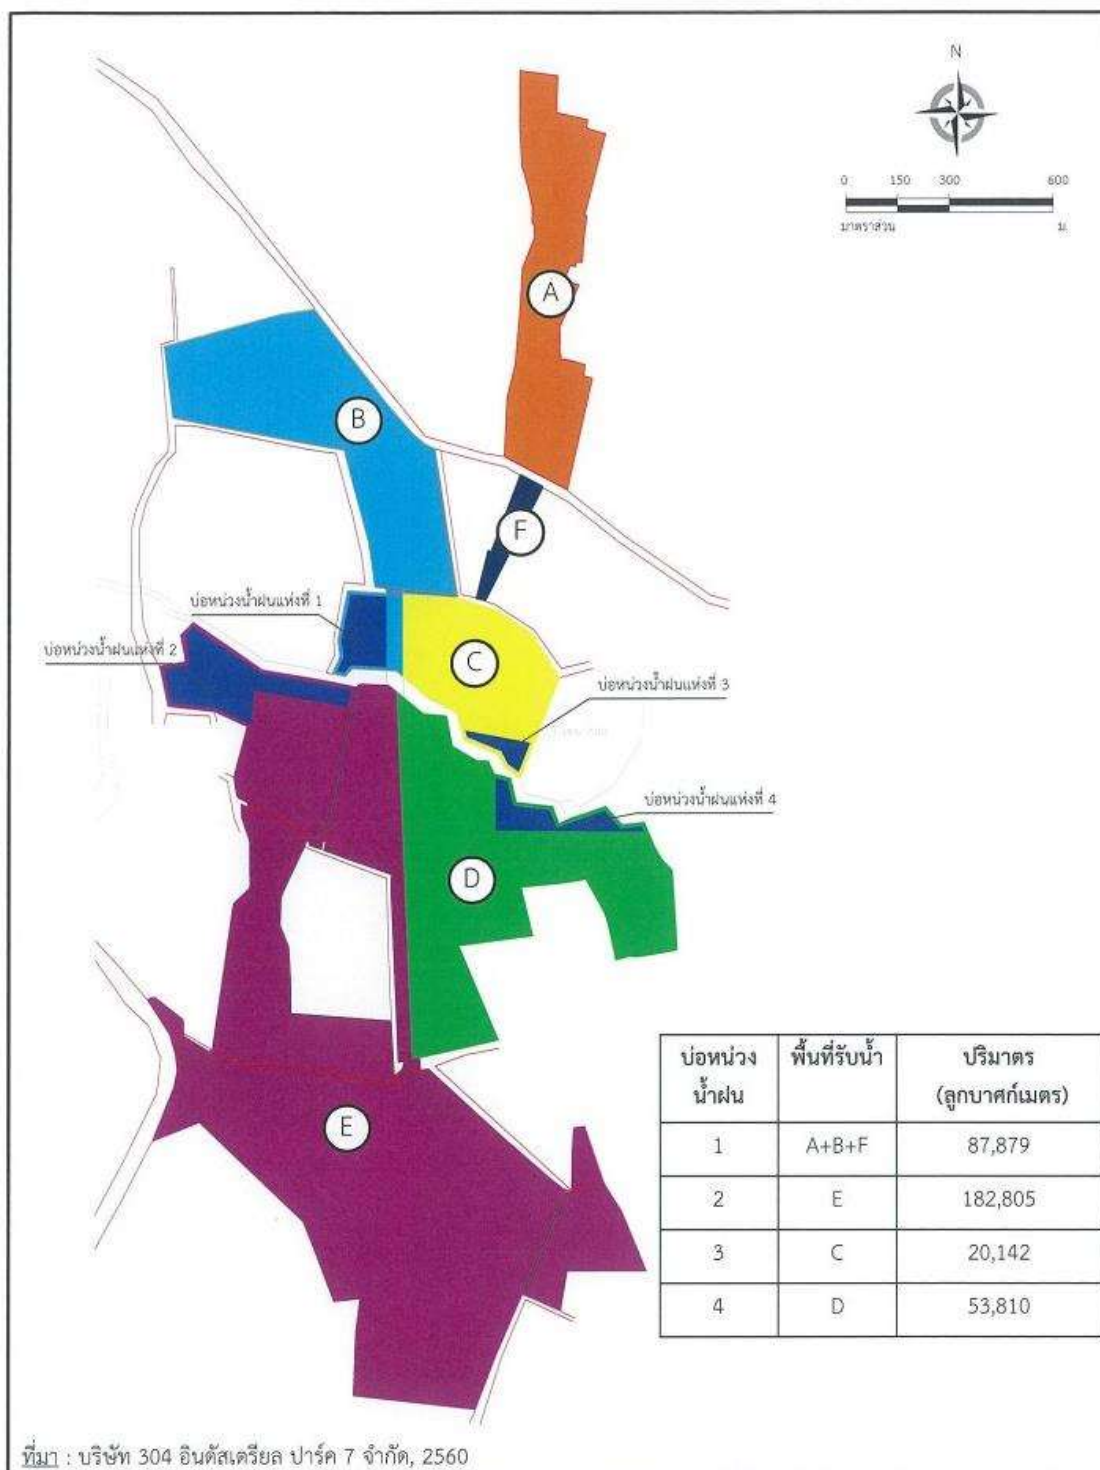 N
0 150 300 600
มาตราส่วน ม.
A
B
F
บ่อหน่วงน้ำฝนแห่งที่ 1
บ่อหน่วงน้ำฝนแห่งที่ 2
C
บ่อหน่วงน้ำฝนแห่งที่ 3
บ่อหน่วงน้ำฝนแห่งที่ 4
D
E
บ่อหน่วง พื้นที่รับน้ำ ปริมาตร
น้ำฝน (ลูกบาศก์เมตร)
1 A+B+F 87,879
2 E 182,805
3 C 20,142
4 D 53,810
ที่มา : บริษัท 304 อินดัสเตรียล ปาร์ค 7 จำกัด, 2560